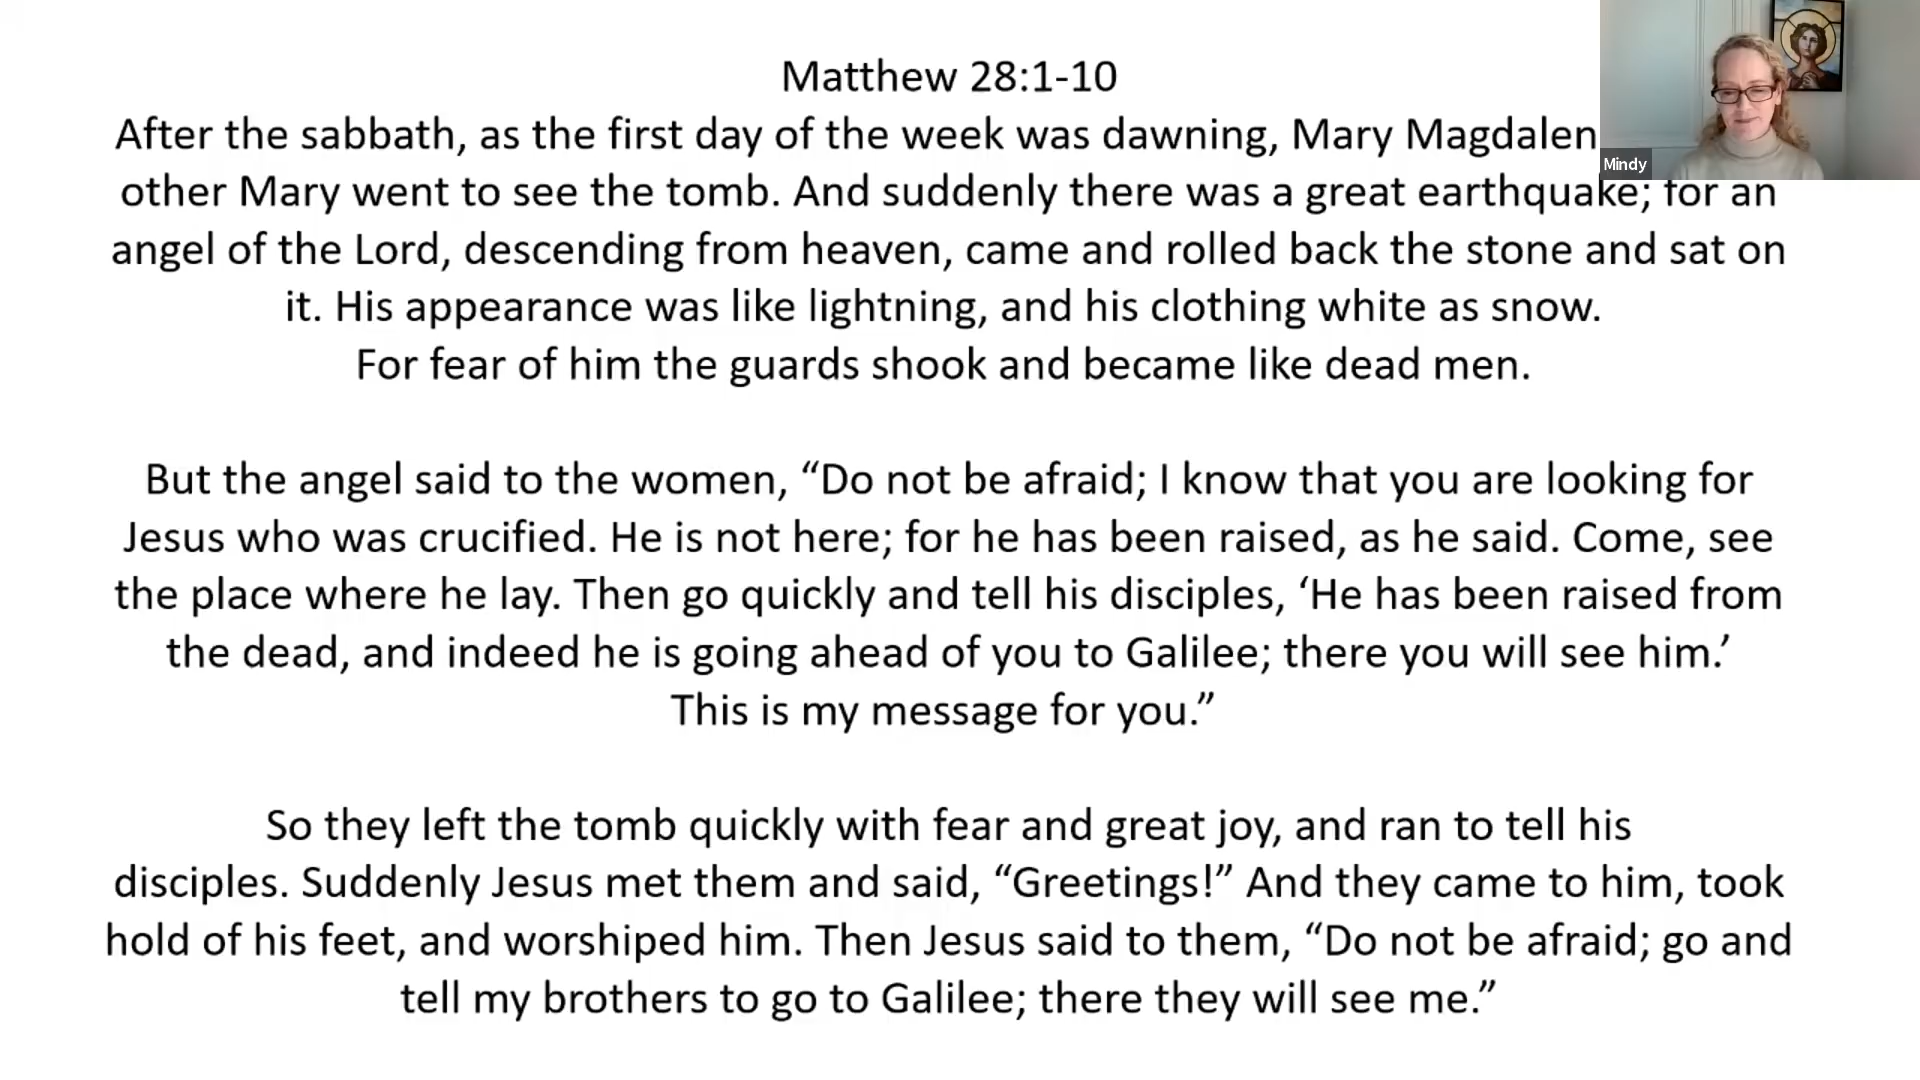 Matthew 28:1-10
After the sabbath, as the first day of the week was dawning, Mary Magdalen
other Mary went to see the tomb. And suddenly there was a great earthquake; for an
angel of the Lord, descending from heaven, came and rolled back the stone and sat on
it. His appearance was like lightning, and his clothing white as snow.
For fear of him the guards shook and became like dead men.
But the angel said to the women, “Do not be afraid; I know that you are looking for
Jesus who was crucified. He is not here; for he has been raised, as he said. Come, see
the place where he lay. Then go quickly and tell his disciples, ‘He has been raised from
the dead, and indeed he is going ahead of you to Galilee; there you will see him.’
This is my message for you.”
So they left the tomb quickly with fear and great joy, and ran to tell his
disciples. Suddenly Jesus met them and said, “Greetings!” And they came to him, took
hold of his feet, and worshiped him. Then Jesus said to them, “Do not be afraid; go and
tell my brothers to go to Galilee; there they will see me.”
Mindy